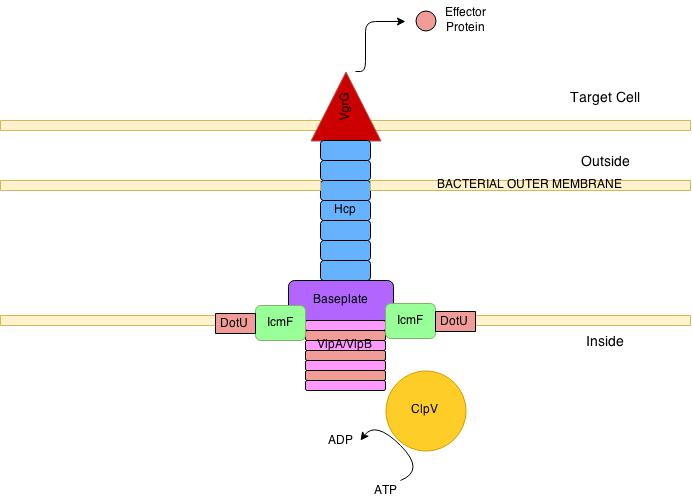 Effector
Protein
VgrG
Target Cell
Outside
BACTERIAL OUTER MEMBRANE
Hcp
Baseplate
DotU
IcmF
IcmF
DotU
VipA/VipB
Inside
ClpV
ADP
ATP